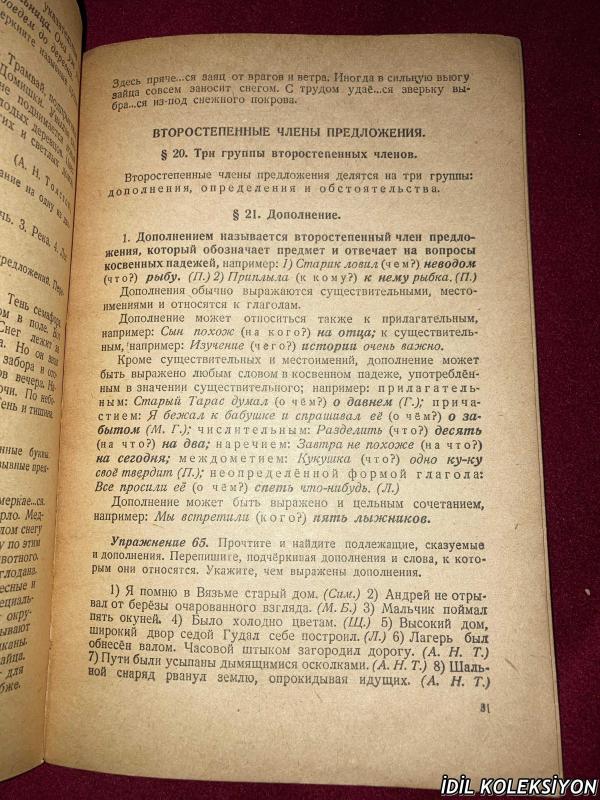 Здесь пряче...ся заяц от врагов и ветра. Иногда в сильную вьюгу
зайца совсем заносит снегом. С трудом удаё...ся зверьку вы-
бра...ся из-под снежного покрова.
ВТОРОСТЕПЕННЫЕ ЧЛЕНЫ ПРЕДЛОЖЕНИЯ.
§ 20. Три группы второстепенных членов.
Второстепенные члены предложения делятся на три группы:
дополнения, определения и обстоятельства.
§ 21. Дополнение.
1. Дополнением называется второстепенный член предло-
жения, который обозначает предмет и отвечает на вопросы
косвенных падежей, например: 1) Старик ловил (чем?) неводом
(что?) рыбу. (П.) 2) Приплыла (к кому?) к нему рыбка. (П.)
Дополнения обычно выражаются существительными, место-
имениями и относятся к глаголам.
Дополнение может относиться также к прилагательным,
например: Сын похож (на кого?) на отца; к существитель-
ным, например: Изучение (чего?) истории очень важно.
Кроме существительных и местоимений, дополнение может
быть выражено любым словом в косвенном падеже, употреблён-
ным в значении существительного; например: прилагатель-
ным: Старый Тарас думал (о чём?) о давнем (Г.); прича-
стием: Я бежал к бабушке и спрашивал её (о чём?) о за-
бытом (М. Г.); числительным: Разделить (что?) десять
(на что?) на два; наречием: Завтра не похоже (на что?)
на сегодня; междометием: Кукушка (что?) одно ку-ку
своё твердит (П.); неопределённой формой глагола:
Все просили её (о чём?) спеть что-нибудь. (Л.)
Дополнение может быть выражено и цельным сочетанием,
например: Мы встретили (кого?) пять лыжников.
Упражнение 65. Прочтите и найдите подлежащие, сказуемые
и дополнения. Перепишите, подчёркивая дополнения и слова, к ко-
торым они относятся. Укажите, чем выражены дополнения.
1) Я помню в Вязьме старый дом. (Сим.) 2) Андрей не отры-
вал от берёзы очарованного взгляда. (М. Б.) 3) Мальчик поймал
пять окуней. 4) Было холодно цветам. (Щ.) 5) Высокий дом,
широкий двор седой Гудал себе построил. (Л.) 6) Лагерь был
обнесён валом. Часовой штыком загородил дорогу. (А. Н. Т.)
7) Пути были усыпаны дымящимися осколками. (А. Н. Т.) 8) Шаль-
ной снаряд рванул землю, опрокидывая идущих. (А. Н. Т.)
31
İDİL KOLEKSİYON